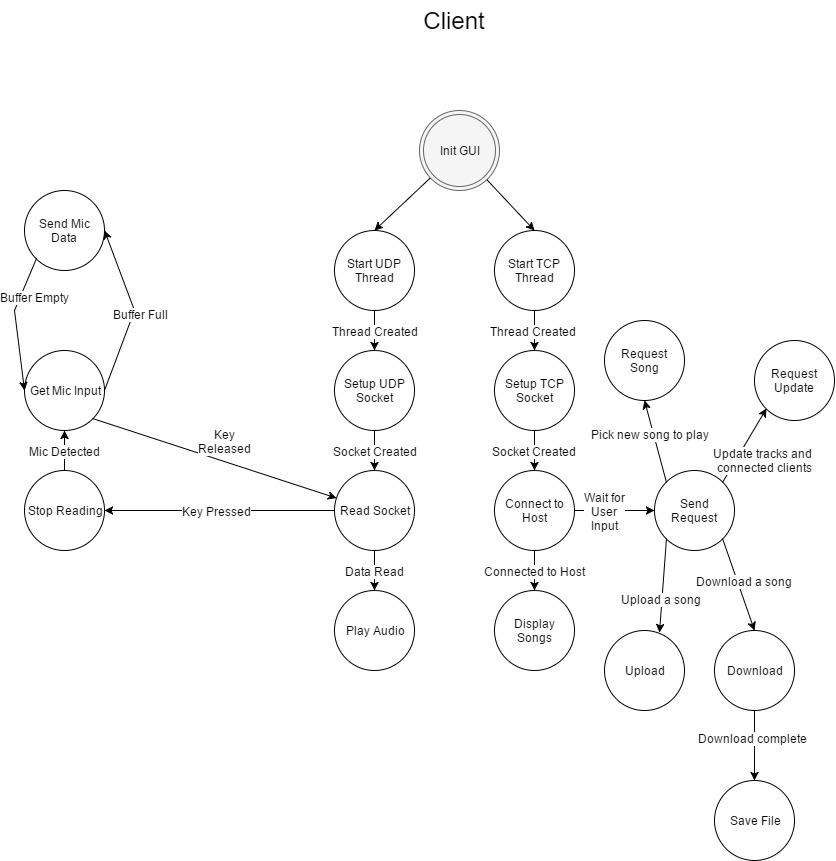 Client
Init GUI
Send Mic
Data
Start UDP
Thread
Start TCP
Thread
Buffer Empty
Buffer Full
Thread Created
Thread Created
Request
Song
Request
Update
Get Mic Input
Setup UDP
Socket
Setup TCP
Socket
Key
Released
Pick new song to play
Mic Detected
Socket Created
Socket Created
Update tracks and
connected clients
Stop Reading
Key Pressed
Read Socket
Connect to
Host
Wait for
User
Input
Send
Request
Data Read
Connected to Host
Download a song
Upload a song
Play Audio
Display
Songs
Upload
Download
Download complete
Save File